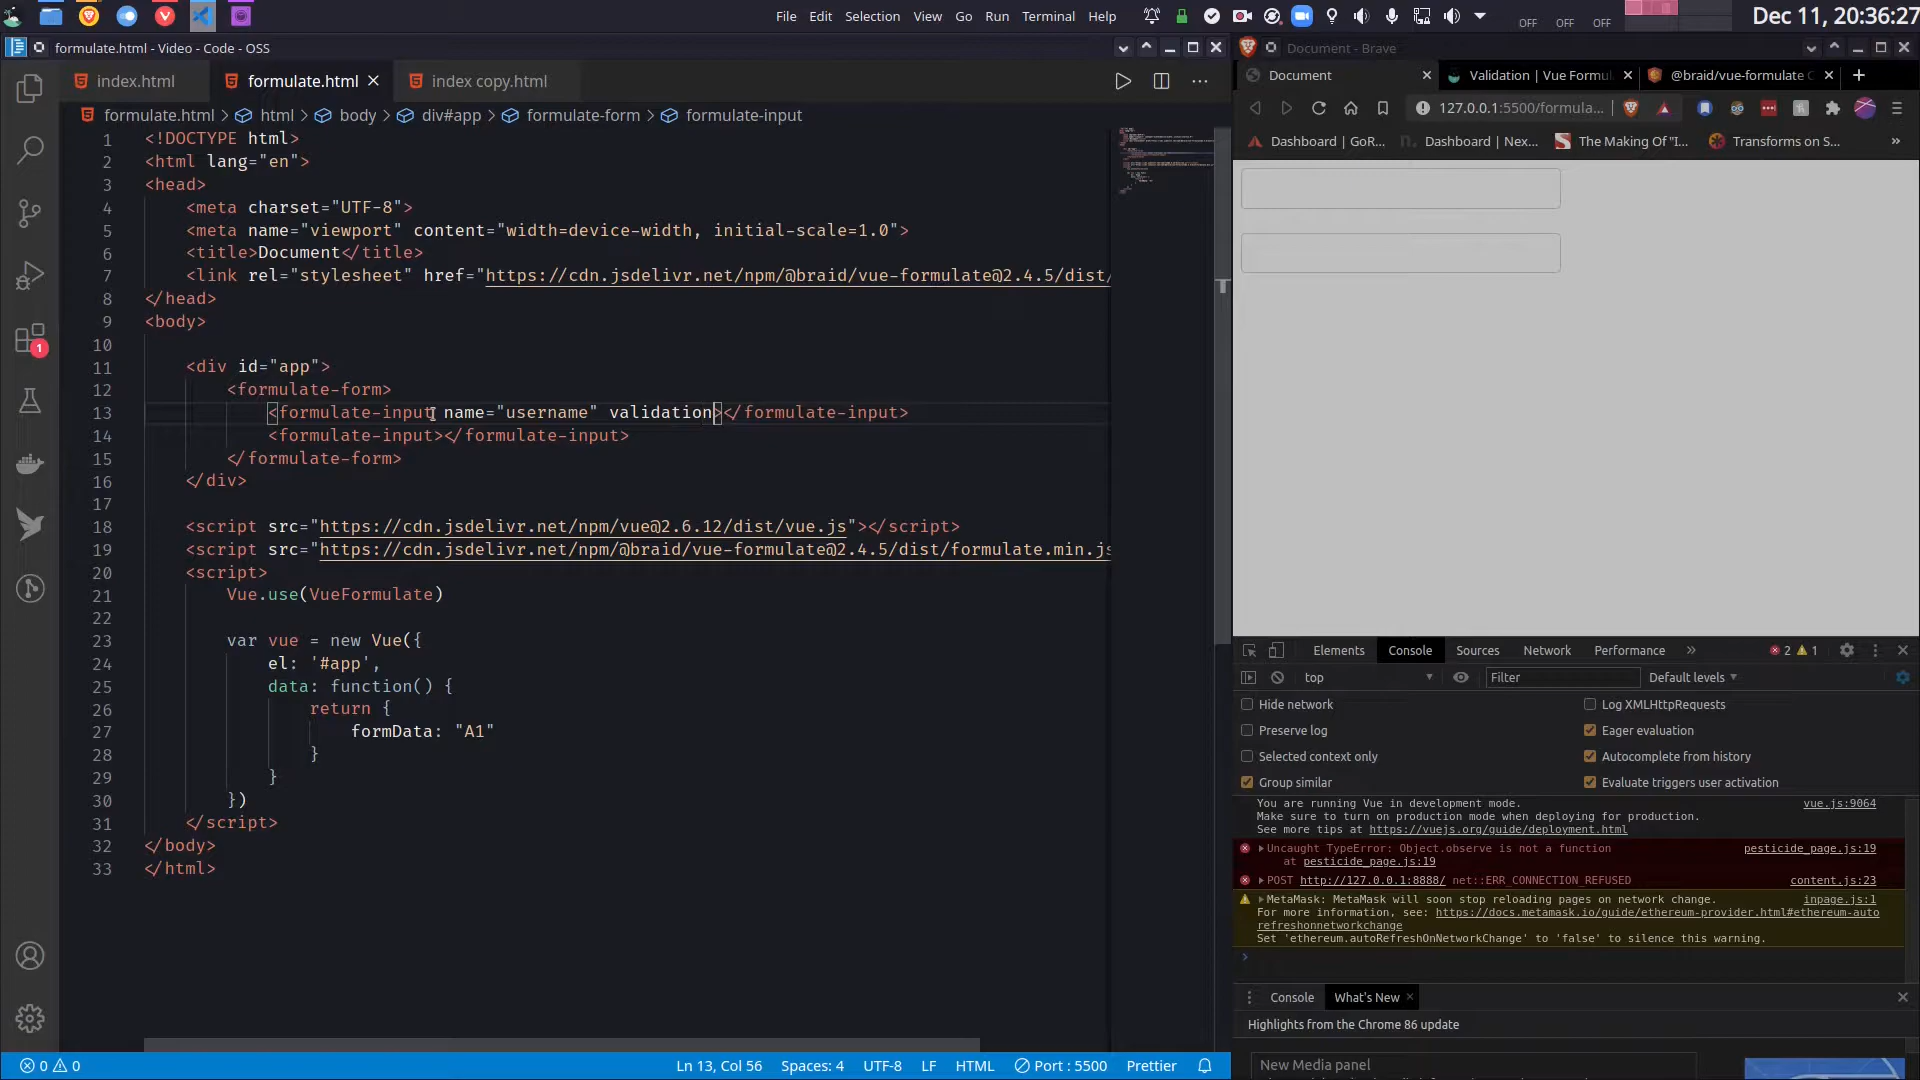 File Edit Selection View Go Run Terminal Help
OFF OFF OFF
Dec 11, 20:36:27
formulate.html - Video - Code - OSS
index.html
formulate.html
index copy.html
formulate.html > html > body > div#app > formulate-form > formulate-input
1 <!DOCTYPE html>
2 <html lang="en">
3 <head>
4 <meta charset="UTF-8">
5 <meta name="viewport" content="width=device-width, initial-scale=1.0">
6 <title>Document</title>
7 <link rel="stylesheet" href="https://cdn.jsdelivr.net/npm/@braid/vue-formulate@2.4.5/dist/
8 </head>
9 <body>
10
11 <div id="app">
12 <formulate-form>
13 <formulate-input name="username" validation></formulate-input>
14 <formulate-input></formulate-input>
15 </formulate-form>
16 </div>
17
18 <script src="https://cdn.jsdelivr.net/npm/vue@2.6.12/dist/vue.js"></script>
19 <script src="https://cdn.jsdelivr.net/npm/@braid/vue-formulate@2.4.5/dist/formulate.min.js
20 <script>
21 Vue.use(VueFormulate)
22
23 var vue = new Vue({
24 el: '#app',
25 data: function() {
26 return {
27 formData: "A1"
28 }
29 }
30 })
31 </script>
32 </body>
33 </html>
1
0 0
Ln 13, Col 56
Spaces: 4
UTF-8
LF
HTML
Port : 5500
Prettier
Document - Brave
Document
Validation | Vue Formul
@braid/vue-formulate C
127.0.0.1:5500/formula...
Dashboard | GoR...
Dashboard | Nex...
The Making Of "I...
Transforms on S...
Elements Console Sources Network Performance
2 1
top
Filter
Default levels
Hide network
Log XMLHttpRequests
Preserve log
Eager evaluation
Selected context only
Autocomplete from history
Group similar
Evaluate triggers user activation
You are running Vue in development mode. vue.js:9064
Make sure to turn on production mode when deploying for production.
See more tips at https://vuejs.org/guide/deployment.html
Uncaught TypeError: Object.observe is not a function pesticide_page.js:19
at pesticide_page.js:19
POST http://127.0.0.1:8888/ net::ERR_CONNECTION_REFUSED content.js:23
MetaMask: MetaMask will soon stop reloading pages on network change. inpage.js:1
For more information, see: https://docs.metamask.io/guide/ethereum-provider.html#ethereum-auto
refreshonnetworkchange
Set 'ethereum.autoRefreshOnNetworkChange' to 'false' to silence this warning.
Console What's New
Highlights from the Chrome 86 update
New Media panel